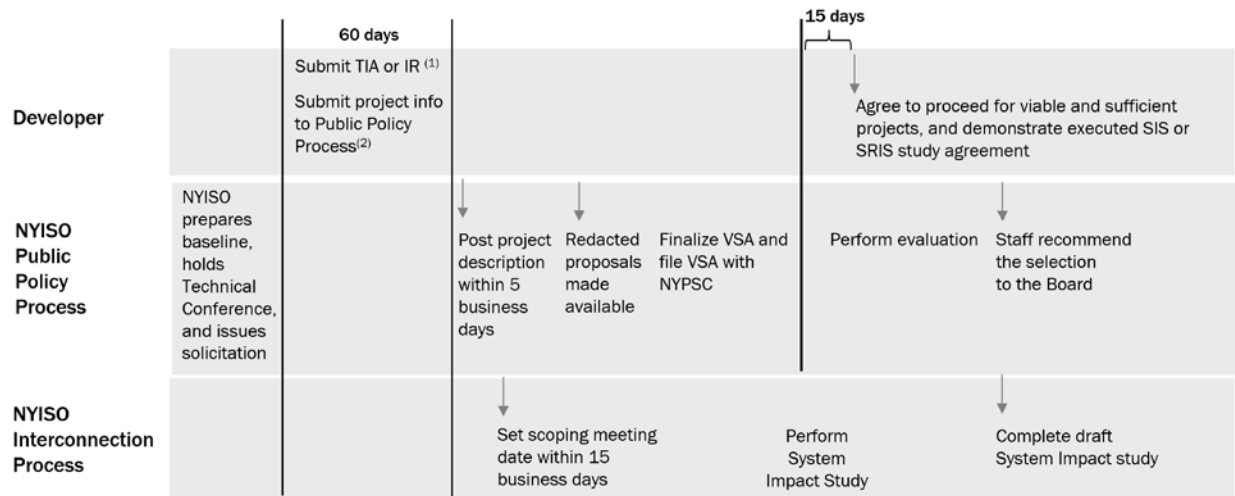 15 days
60 days
Developer
Submit TIA or IR (1)
Submit project info
to Public Policy
Process(2)
Agree to proceed for viable and sufficient
projects, and demonstrate executed SIS or
SRIS study agreement
NYISO
Public
Policy
Process
NYISO
prepares
baseline,
holds
Technical
Conference,
and issues
solicitation
Post project
description
within 5
business
days
Redacted
proposals
made
available
Finalize VSA and
file VSA with
NYPSC
Perform evaluation
Staff recommend
the selection
to the Board
NYISO
Interconnection
Process
Set scoping meeting
date within 15
business days
Perform
System
Impact Study
Complete draft
System Impact study